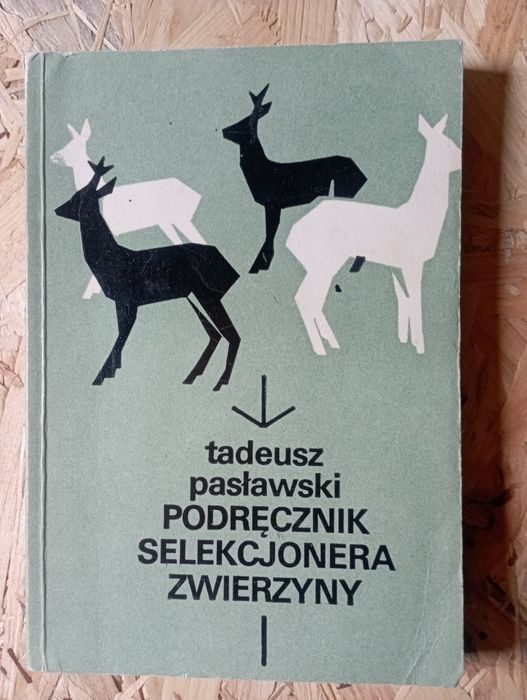 tadeusz
pasławski
PODRĘCZNIK
SELEKCJONERA
ZWIERZYNY